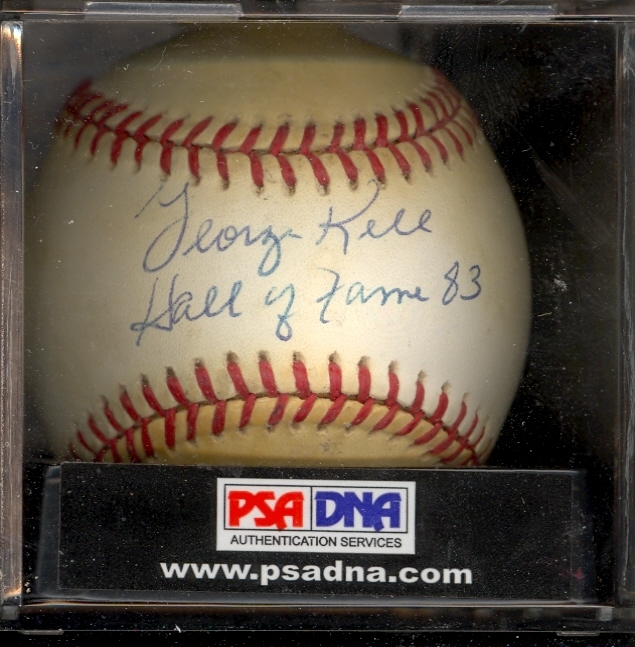 George Kell
Hall of Fame 83
PSA DNA
AUTHENTICATION SERVICES
www.psadna.com